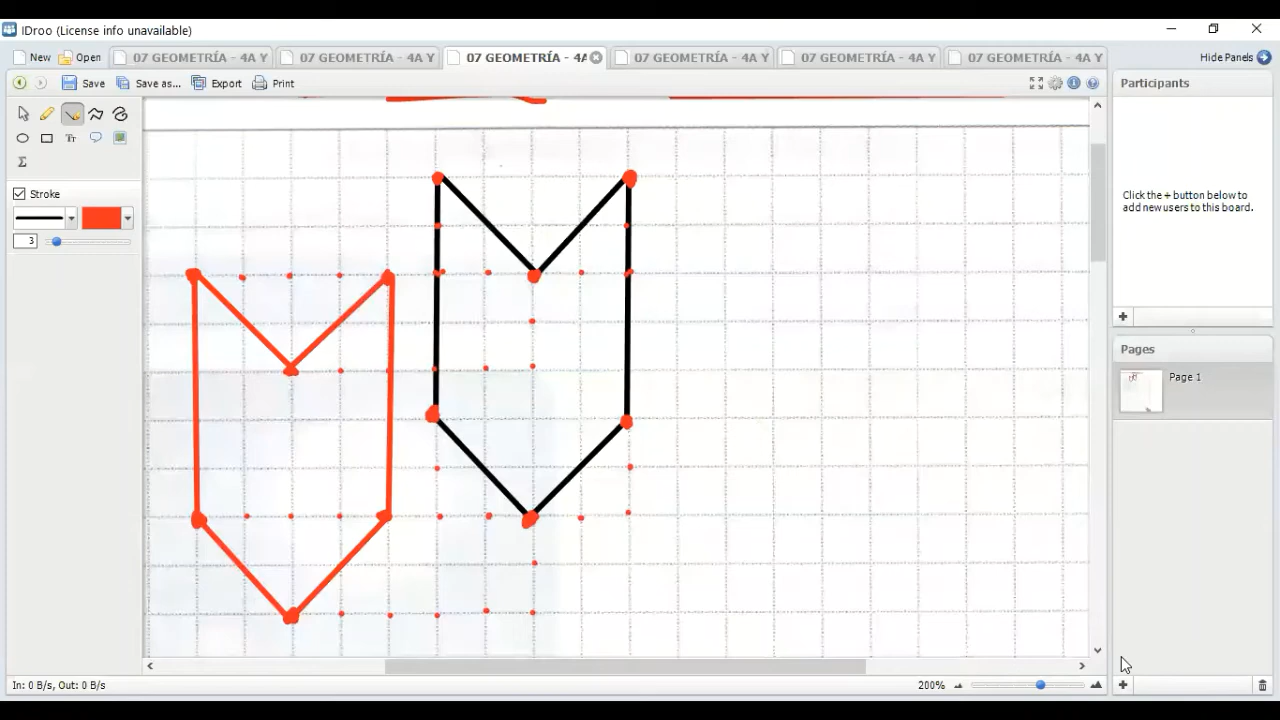 IDroo (License info unavailable)
New Open 07 GEOMETRÍA - 4A Y 07 GEOMETRÍA - 4A Y 07 GEOMETRÍA - 4A 07 GEOMETRÍA - 4A Y 07 GEOMETRÍA - 4A Y 07 GEOMETRÍA - 4A Y Hide Panels
Save Save as... Export Print
Participants
Tт
Σ
Stroke
3
Click the + button below to
add new users to this board.
Pages
Page 1
In: 0 B/s, Out: 0 B/s 200%